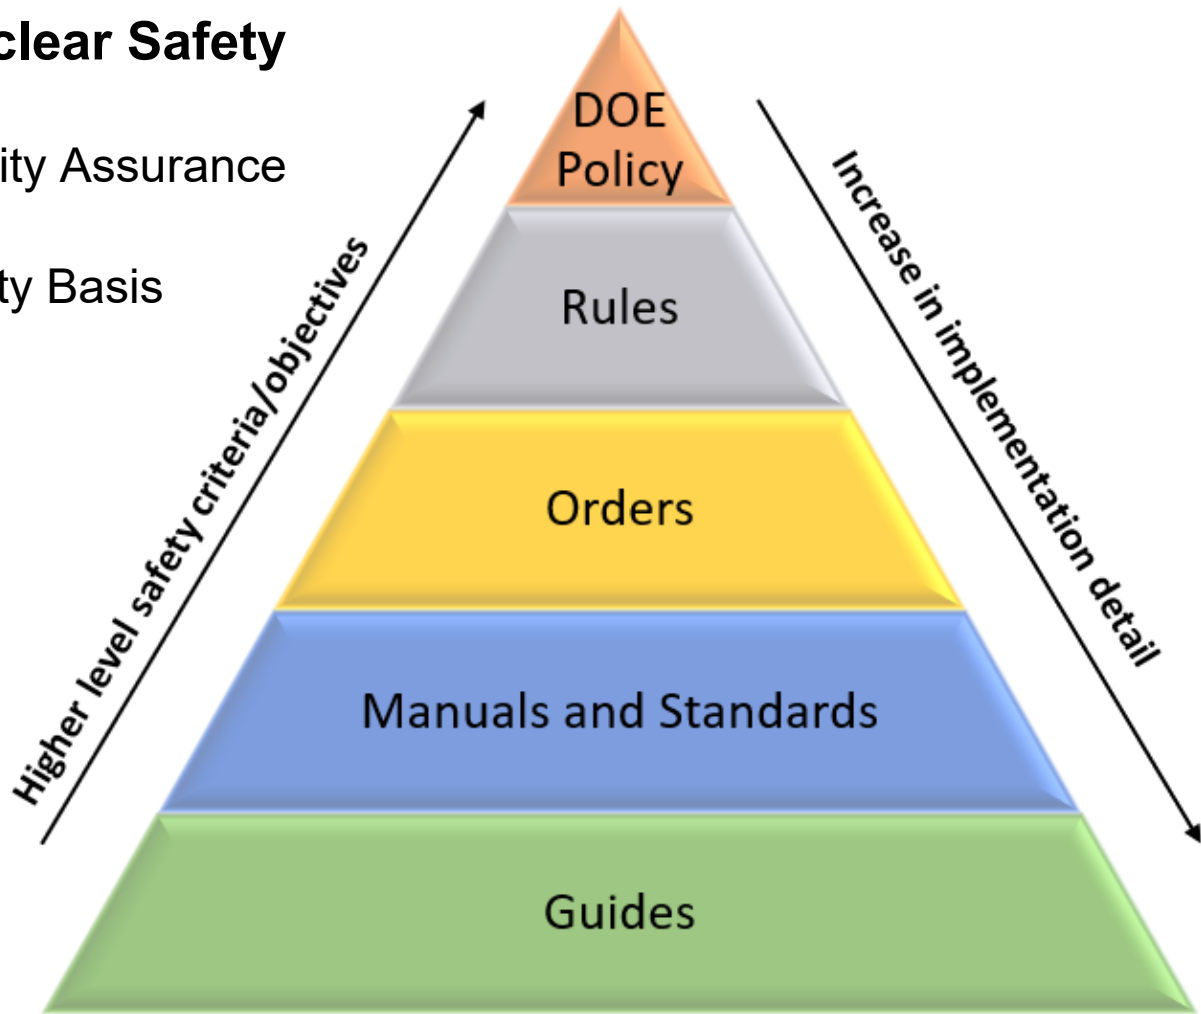 clear Safety
ity Assurance
ty Basis
Higher level safety criteria/objectives
DOE
Policy
Rules
Orders
Manuals and Standards
Guides
Increase in implementation detail